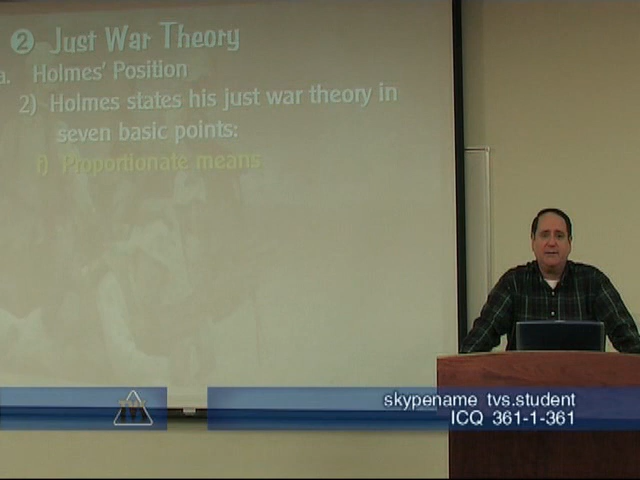 2 Just War Theory
a. Holmes' Position
2) Holmes states his just war theory in
seven basic points:
f) Proportionate means
TVS
skypename tvs.student
ICQ 361-1-361